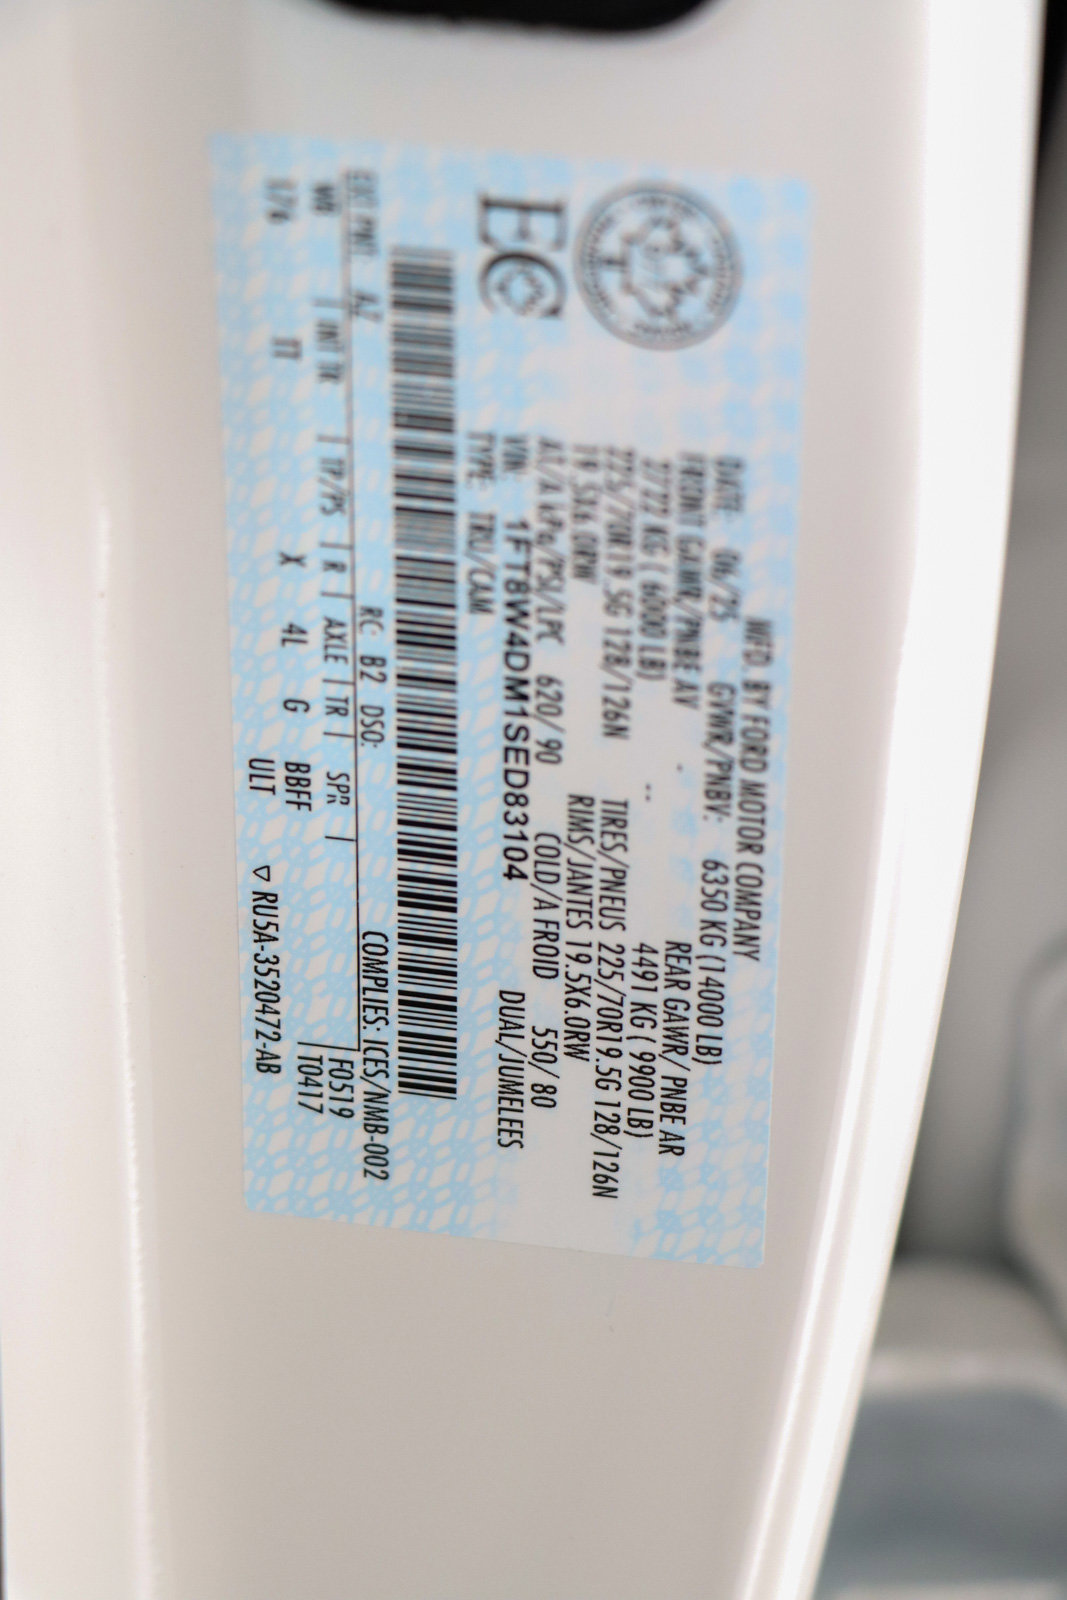 MFD. BY FORD MOTOR COMPANY
DATE: 06/25 GVWR/PNBV: 6350 KG (14000 LB)
FRONT GAWR/PNBE AV REAR GAWR/ PNBE AR
2722 KG ( 6000 LB) -- 4491 KG ( 9900 LB)
225/70R19.5G 128/126N TIRES/PNEUS 225/70R19.5G 128/126N
19.5X6.0RW RIMS/JANTES 19.5X6.0RW
AT/À kPa/PSI/LPC 620/ 90 COLD/A FROID 550/ 80
VIN: 1FT8W4DM1SED83104 DUAL/JUMELEES
TYPE: TRU/CAM
EC
EXT PNT: AZ RC: B2 DSO: COMPLIES: ICES/NMB-002
WB | INT TR | TP/PS | R | AXLE | TR | SPR | F0519
176 TT X 4L G BBFF T0417
ULT ▽ RU5A-3520472-AB